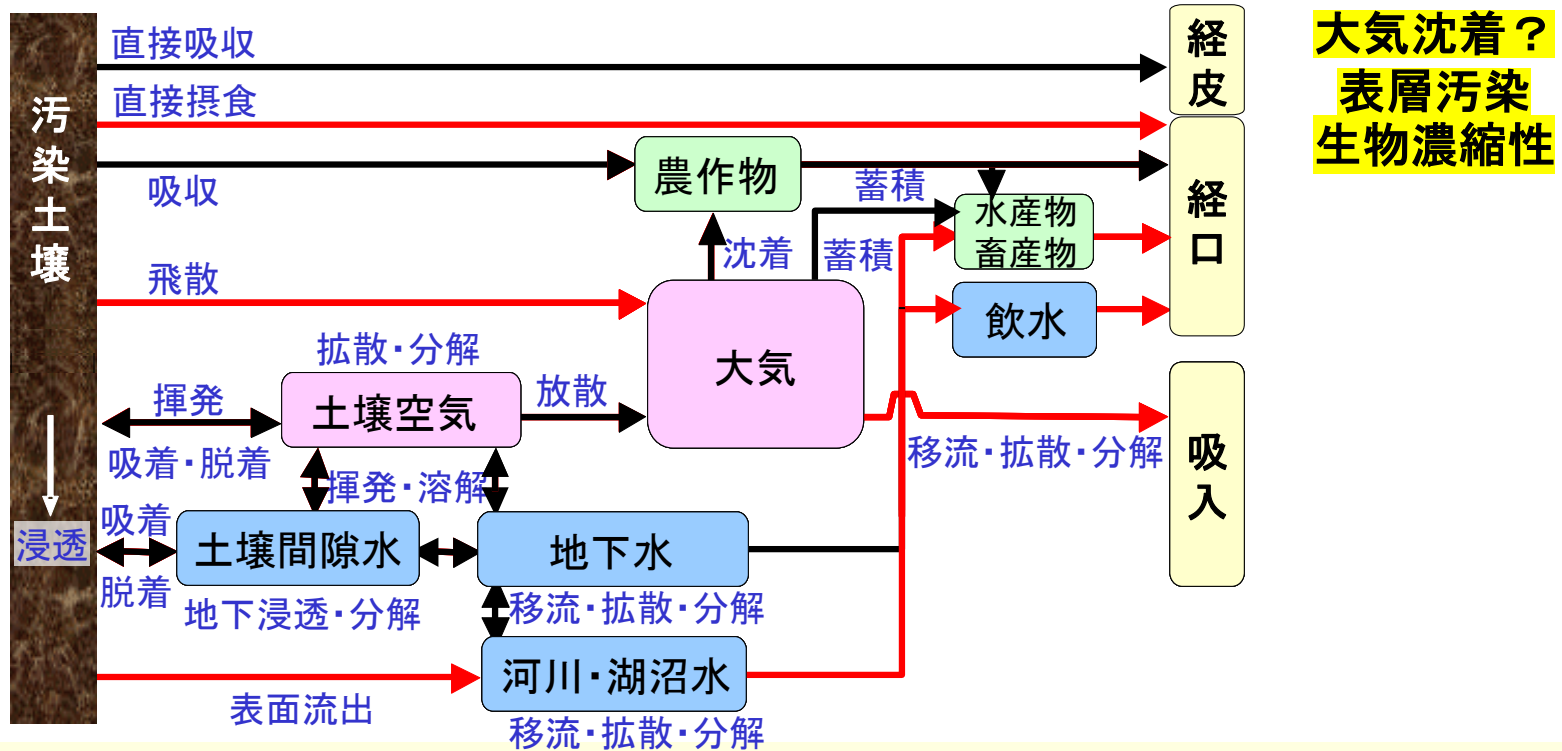 汚染土壌
浸透
直接吸収
直接摂食
吸収
飛散
揮発
吸着・脱着
吸着
脱着
表面流出
拡散・分解
土壌空気
放散
揮発・溶解
土壌間隙水
地下浸透・分解
地下水
移流・拡散・分解
河川・湖沼水
移流・拡散・分解
農作物
沈着
蓄積
蓄積
大気
水産物
畜産物
飲水
移流・拡散・分解
経皮
経口
吸入
大気沈着？
表層汚染
生物濃縮性